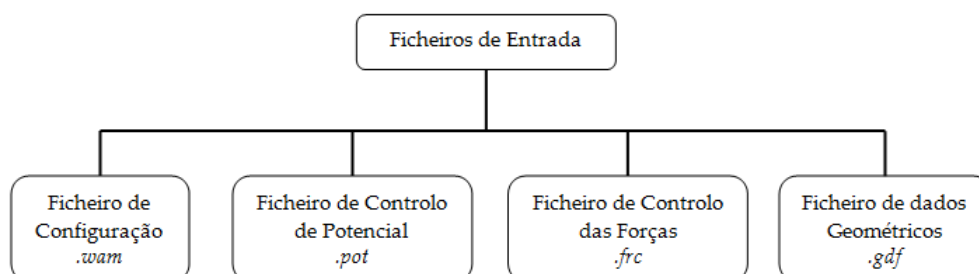 Ficheiros de Entrada
Ficheiro de
Configuração
.wam
Ficheiro de Controlo
de Potencial
.pot
Ficheiro de Controlo
das Forças
.frc
Ficheiro de dados
Geométricos
.gdf